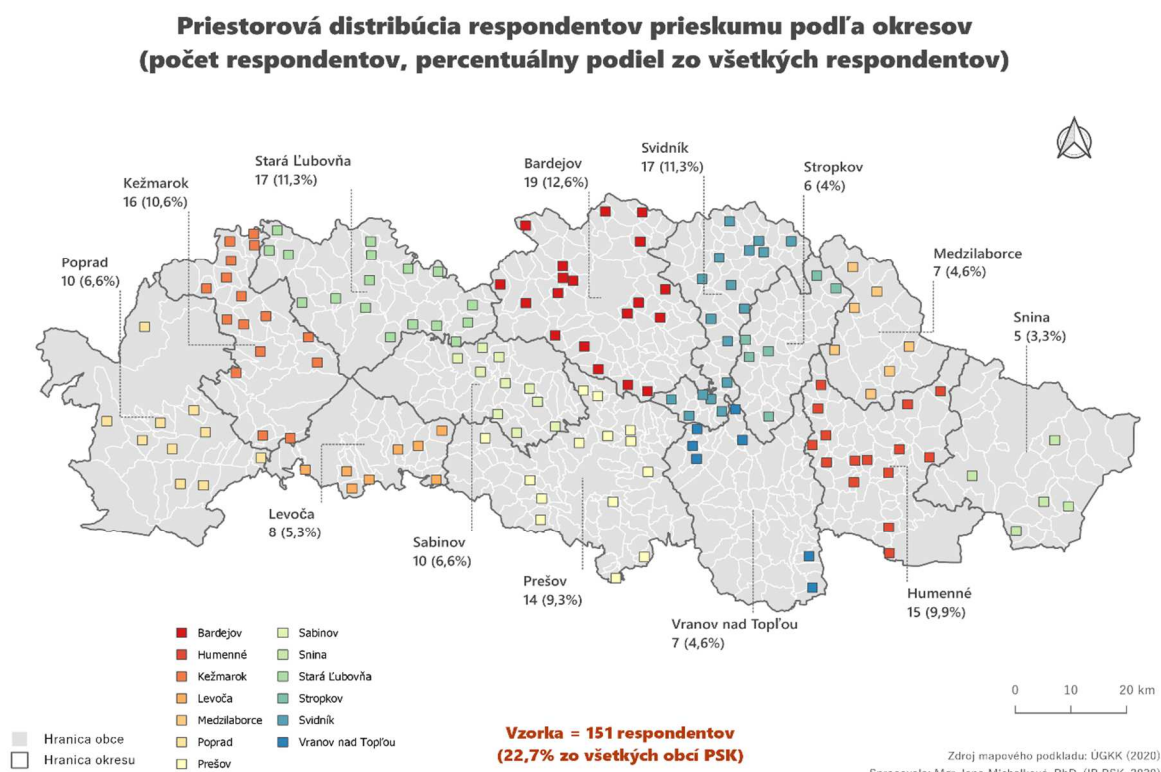 Priestorová distribúcia respondentov prieskumu podľa okresov
(počet respondentov, percentuálny podiel zo všetkých respondentov)
Svidník
17 (11,3%)
Stará Ľubovňa
17 (11,3%)
Bardejov
19 (12,6%)
Stropkov
6 (4%)
Kežmarok
16 (10,6%)
Medzilaborce
7 (4,6%)
Poprad
10 (6,6%)
Snina
5 (3,3%)
Levoča
8 (5,3%)
Sabinov
10 (6,6%)
Prešov
14 (9,3%)
Humenné
15 (9,9%)
Vranov nad Topľou
7 (4,6%)
Bardejov
Humenné
Kežmarok
Levoča
Medzilaborce
Poprad
Prešov
Sabinov
Snina
Stará Ľubovňa
Stropkov
Svidník
Vranov nad Topľou
Hranica obce
Hranica okresu
Vzorka = 151 respondentov
(22,7% zo všetkých obcí PSK)
0 10 20 km
Zdroj mapového podkladu: ÚGKK (2020)